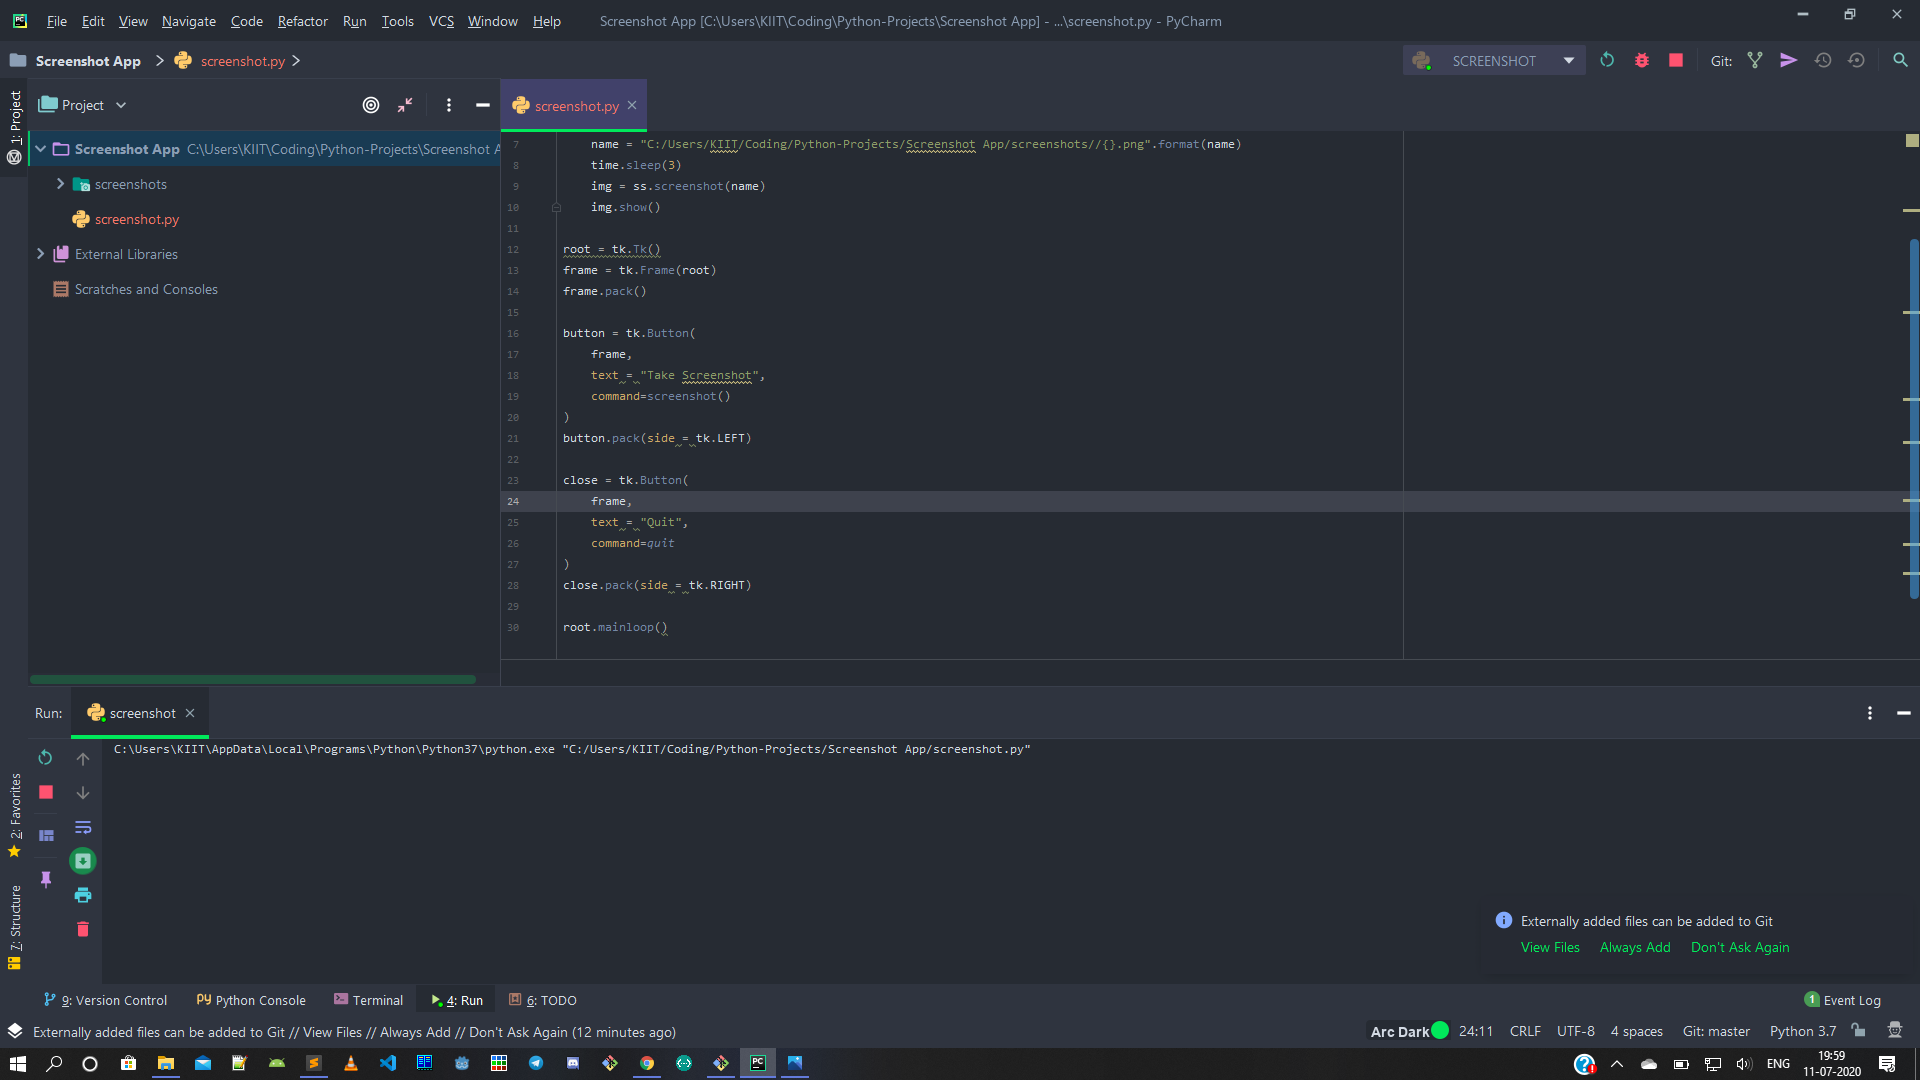 File Edit View Navigate Code Refactor Run Tools VCS Window Help Screenshot App [C:\Users\KIIT\Coding\Python-Projects\Screenshot App] - ...\screenshot.py - PyCharm
Screenshot App screenshot.py SCREENSHOT Git:
1: Project
Project
screenshot.py
Screenshot App C:\Users\KIIT\Coding\Python-Projects\Screenshot A
screenshots
screenshot.py
External Libraries
Scratches and Consoles
7 name = "C:/Users/KIIT/Coding/Python-Projects/Screenshot App/screenshots//{}.png".format(name)
8 time.sleep(3)
9 img = ss.screenshot(name)
10 img.show()
11
12 root = tk.Tk()
13 frame = tk.Frame(root)
14 frame.pack()
15
16 button = tk.Button(
17 frame,
18 text = "Take Screenshot",
19 command=screenshot()
20 )
21 button.pack(side = tk.LEFT)
22
23 close = tk.Button(
24 frame,
25 text = "Quit",
26 command=quit
27 )
28 close.pack(side = tk.RIGHT)
29
30 root.mainloop()
Run: screenshot
C:\Users\KIIT\AppData\Local\Programs\Python\Python37\python.exe "C:/Users/KIIT/Coding/Python-Projects/Screenshot App/screenshot.py"
2: Favorites
7: Structure
Externally added files can be added to Git
View Files Always Add Don't Ask Again
9: Version Control Python Console Terminal 4: Run 6: TODO 1 Event Log
Externally added files can be added to Git // View Files // Always Add // Don't Ask Again (12 minutes ago) Arc Dark 24:11 CRLF UTF-8 4 spaces Git: master Python 3.7
ENG 19:59
11-07-2020